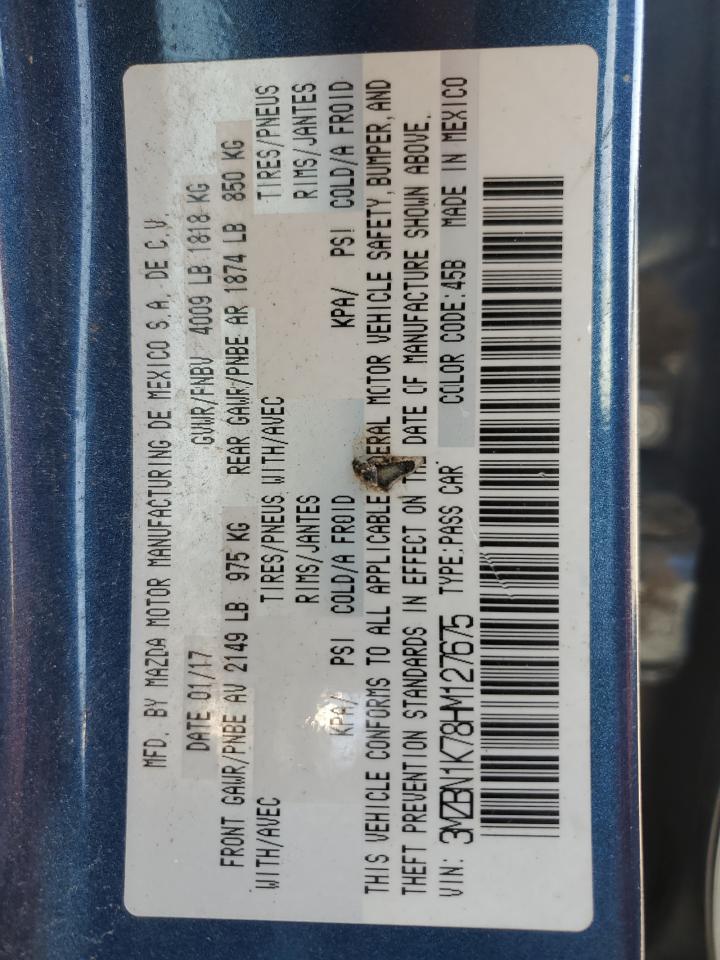 MFD. BY MAZDA MOTOR MANUFACTURING DE MEXICO S.A. DE C.V.
DATE 01/17 GVWR/PNBV 4009 LB 1818 KG
FRONT GAWR/PNBE AV 2149 LB 975 KG REAR GAWR/PNBE AR 1874 LB 850 KG
WITH/AVEC TIRES/PNEUS WITH/AVEC TIRES/PNEUS
RIMS/JANTES RIMS/JANTES
KPA/ PSI COLD/A FROID KPA/ PSI COLD/A FROID
THIS VEHICLE CONFORMS TO ALL APPLICABLE ERAL MOTOR VEHICLE SAFETY, BUMPER, AND
THEFT PREVENTION STANDARDS IN EFFECT ON TH DATE OF MANUFACTURE SHOWN ABOVE.
VIN: 3MZBN1K78HM127675 TYPE:PASS CAR COLOR CODE:45B MADE IN MEXICO